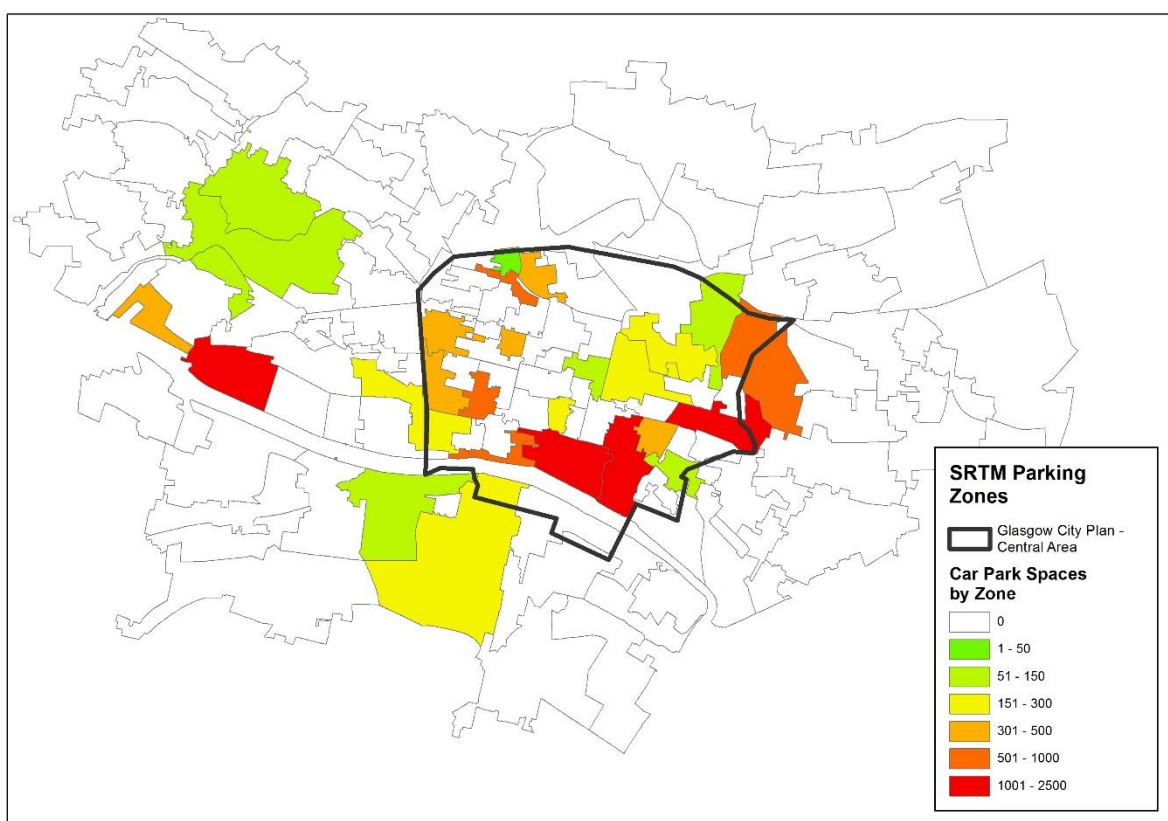 SRTM Parking
Zones
Glasgow City Plan -
Central Area
Car Park Spaces
by Zone
0
1 - 50
51 - 150
151 - 300
301 - 500
501 - 1000
1001 - 2500